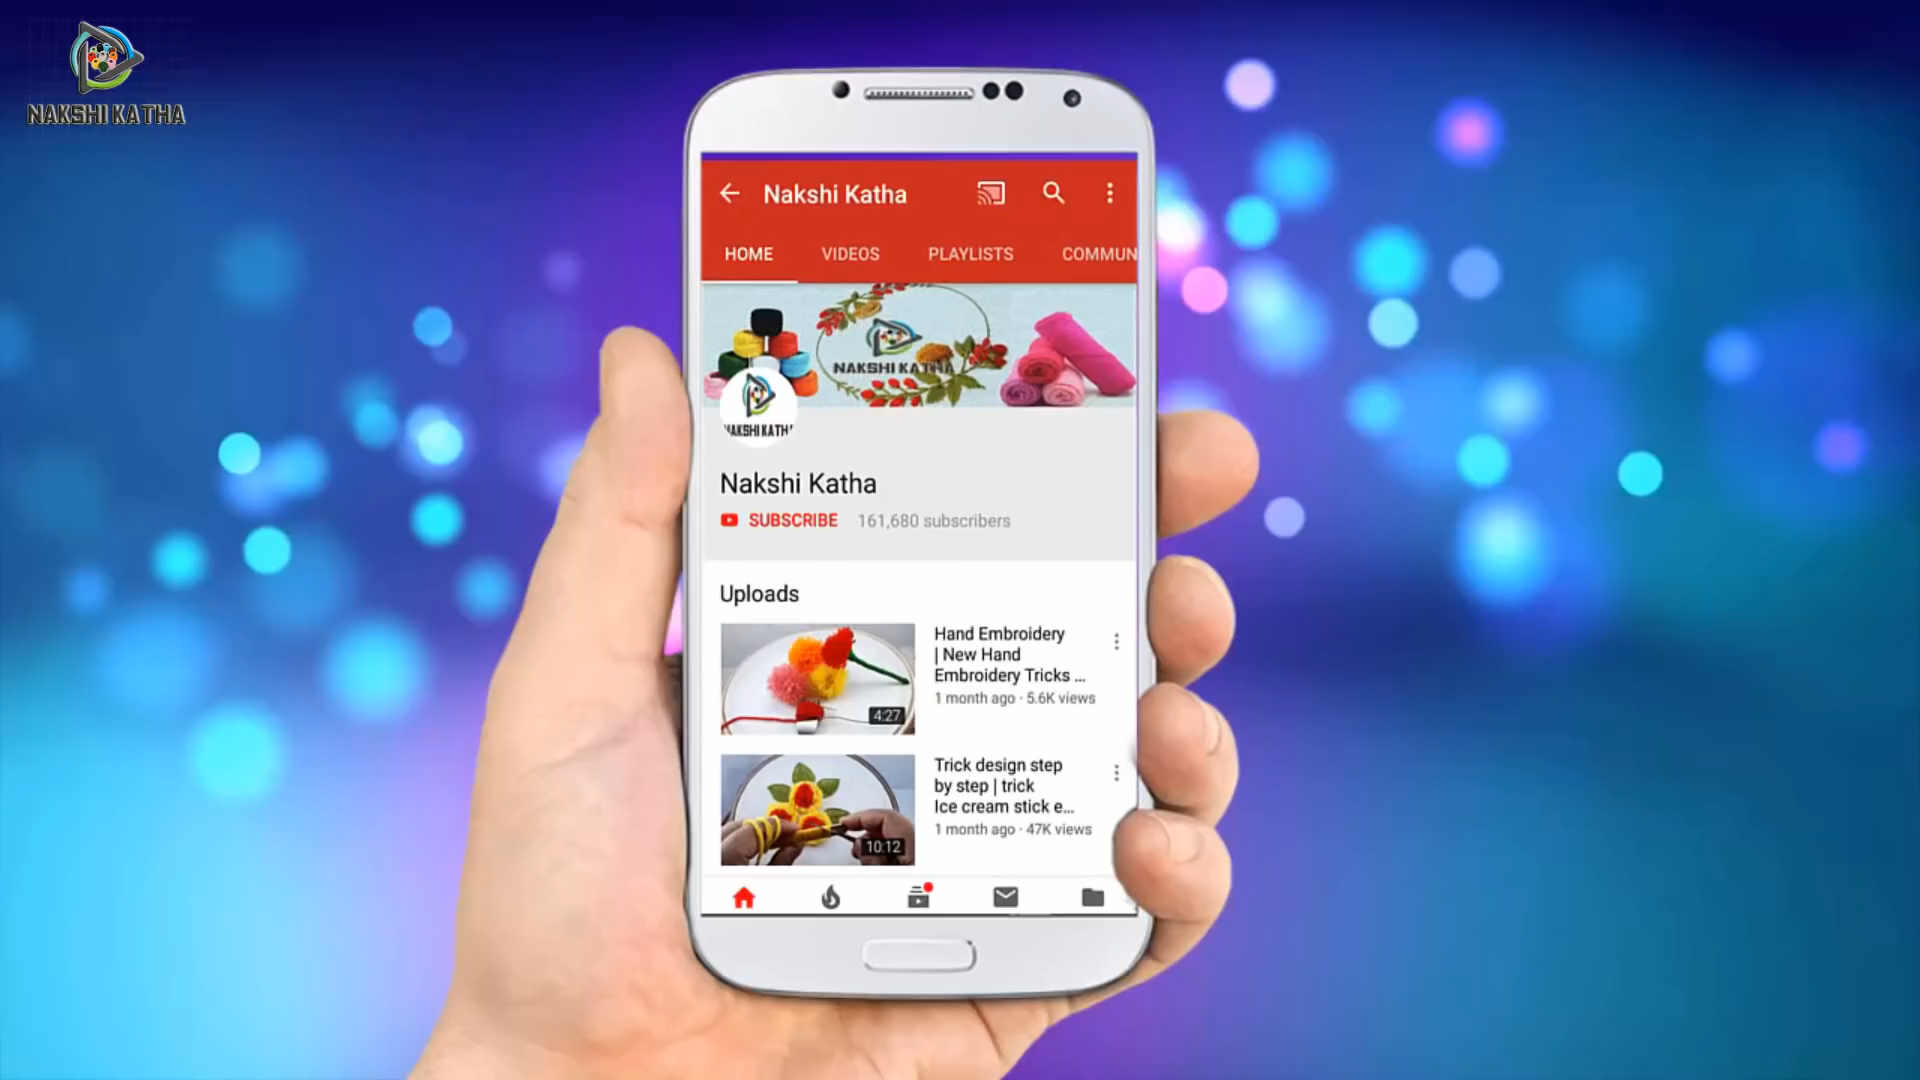 NAKSHI KATHA
Nakshi Katha
HOME VIDEOS PLAYLISTS COMMUN
NAKSHI KATHA
NAKSHI KATHA
Nakshi Katha
SUBSCRIBE 161,680 subscribers
Uploads
Hand Embroidery
| New Hand
Embroidery Tricks ...
1 month ago · 5.6K views
4:27
Trick design step
by step | trick
Ice cream stick e...
1 month ago · 47K views
10:12